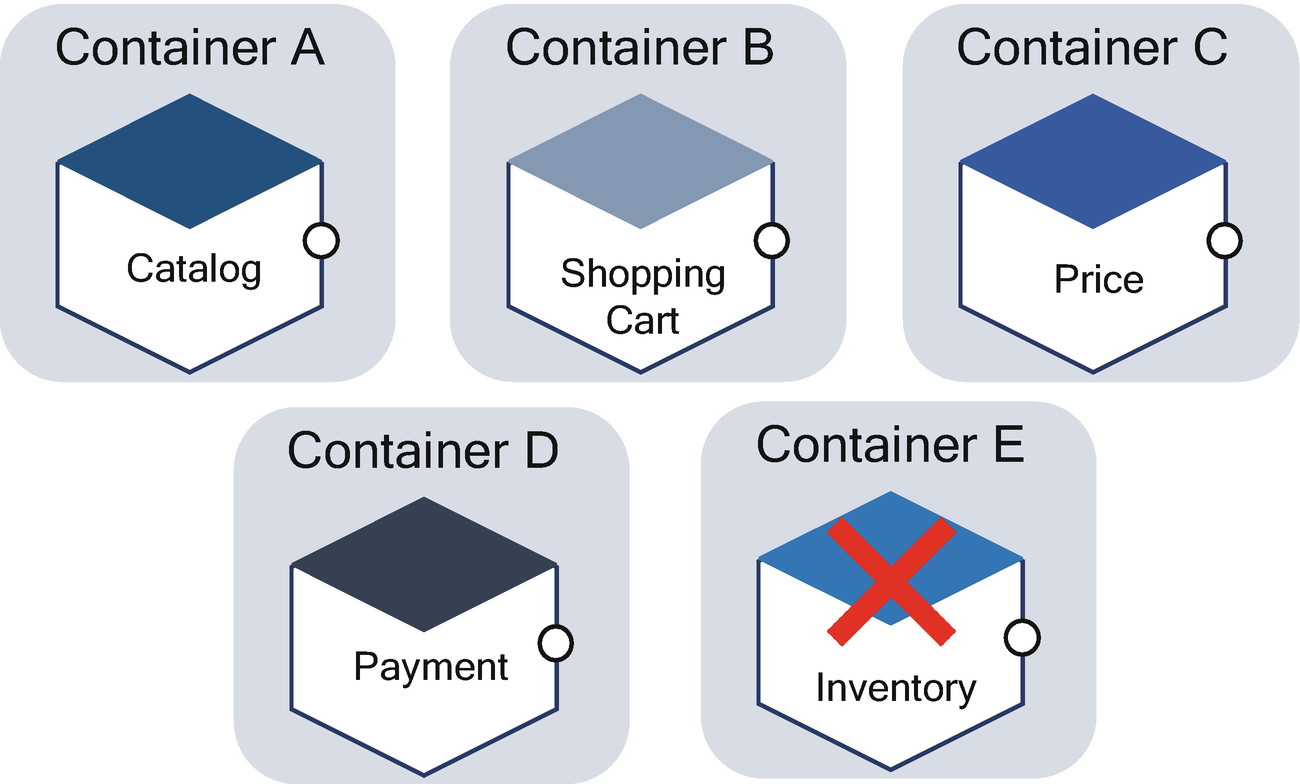 Container A
Container B
Container C
Catalog
Shopping
Cart
Price
Container D
Container E
Payment
Inventory